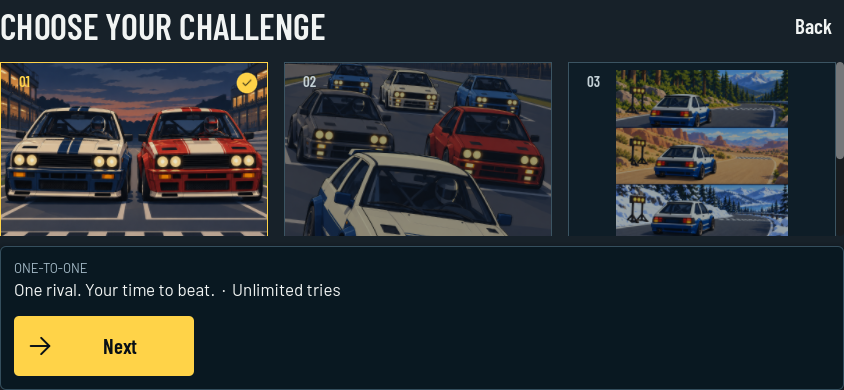 CHOOSE YOUR CHALLENGE
Back
01
02
03
ONE-TO-ONE
One rival. Your time to beat. · Unlimited tries
Next